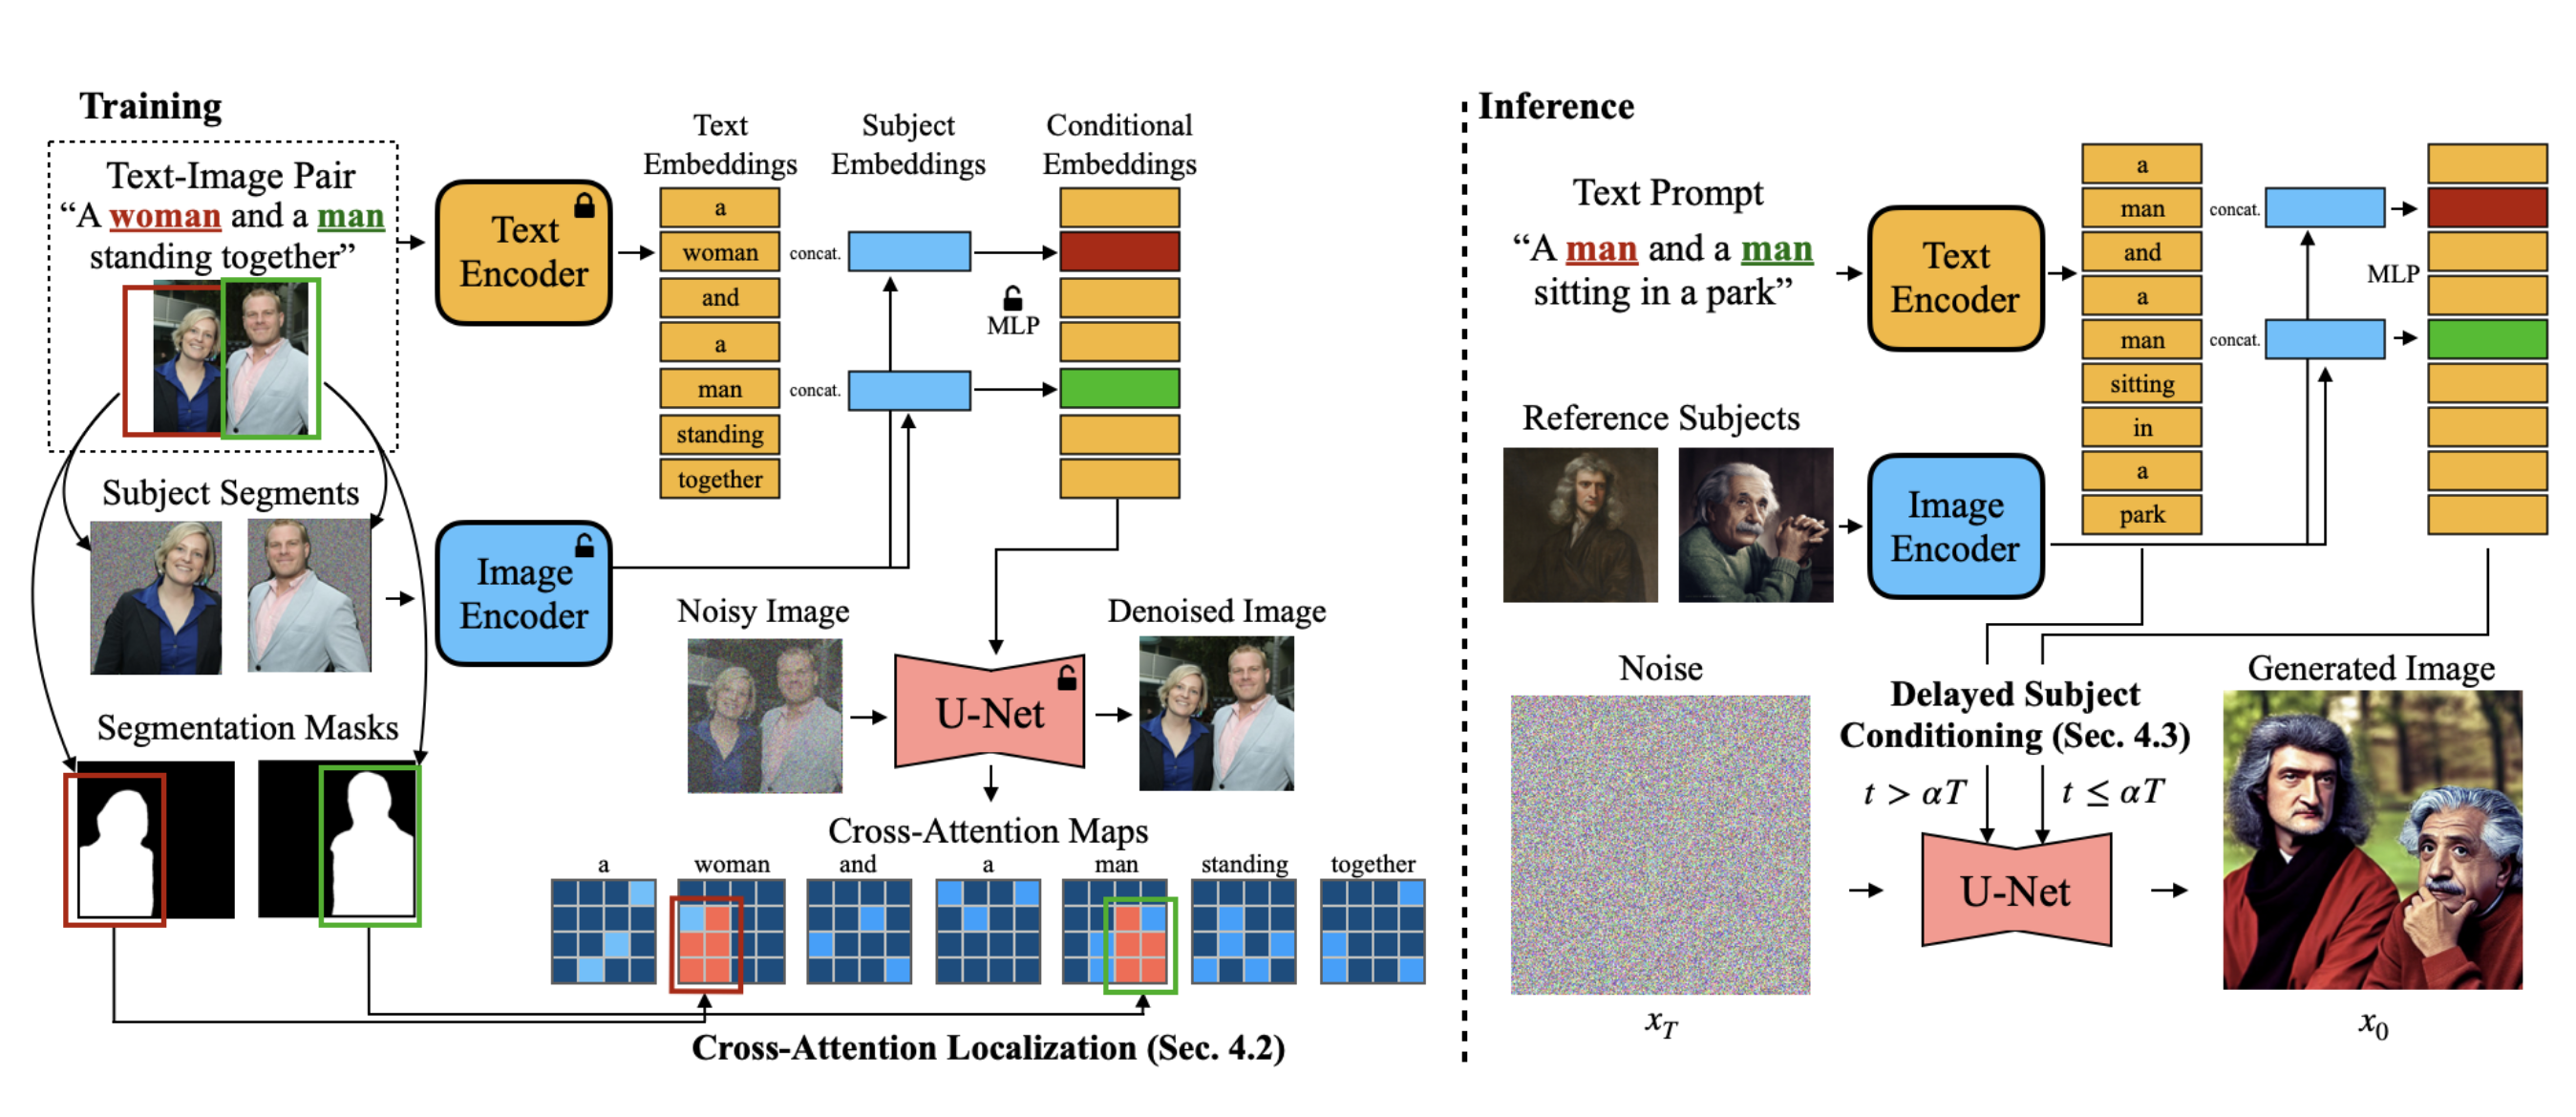 Training
Text-Image Pair
“A woman and a man
standing together”
Subject Segments
Segmentation Masks
Text
Encoder
Image
Encoder
Text
Embeddings
a
woman
and
a
man
standing
together
concat.
concat.
Subject
Embeddings
MLP
Conditional
Embeddings
Noisy Image
U-Net
Denoised Image
Cross-Attention Maps
a
woman
and
a
man
standing
together
Cross-Attention Localization (Sec. 4.2)
Inference
Text Prompt
“A man and a man
sitting in a park”
Reference Subjects
Text
Encoder
Image
Encoder
a
man
and
a
man
sitting
in
a
park
concat.
concat.
MLP
Noise
x_T
Delayed Subject
Conditioning (Sec. 4.3)
t > αT
t ≤ αT
U-Net
Generated Image
x_0